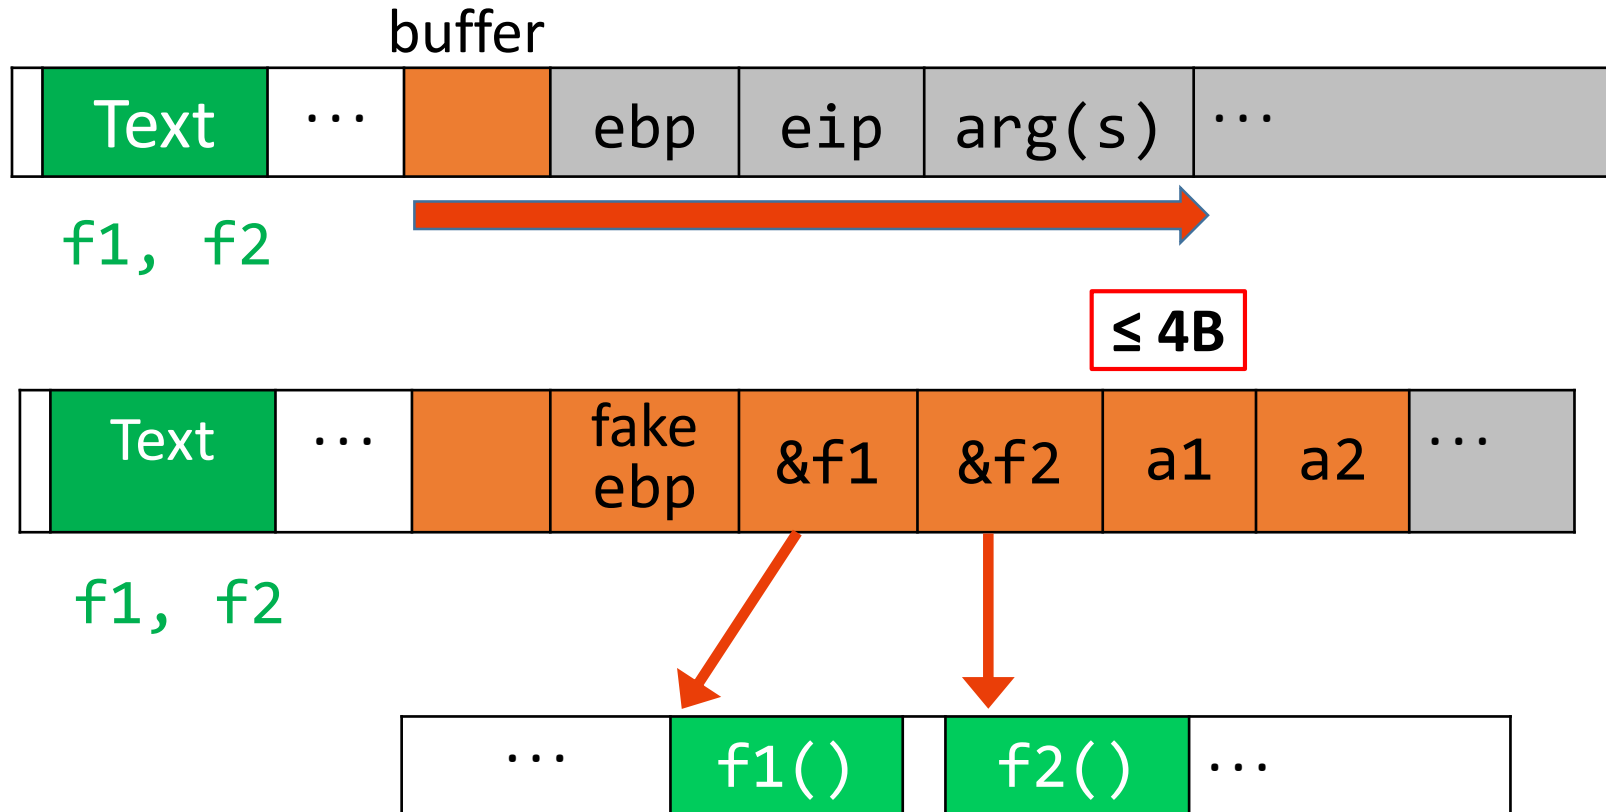 buffer
Text ... ebp eip arg(s) ...
f1, f2
≤ 4B
Text ... fake ebp &f1 &f2 a1 a2 ...
f1, f2
... f1() f2() ...